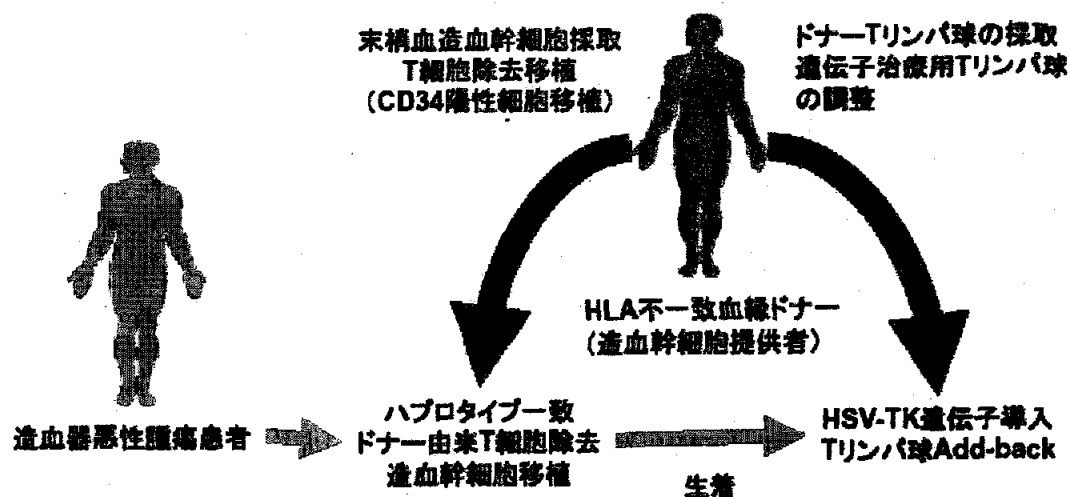 末梢血造血幹細胞採取
T細胞除去移植
(CD34陽性細胞移植)
ドナーTリンパ球の採取
遺伝子治療用Tリンパ球
の調整
HLA不一致血縁ドナー
(造血幹細胞提供者)
造血器悪性腫瘍患者
ハプロタイプ一致
ドナー由来T細胞除去
造血幹細胞移植
生着
HSV-TK遺伝子導入
Tリンパ球Add-back